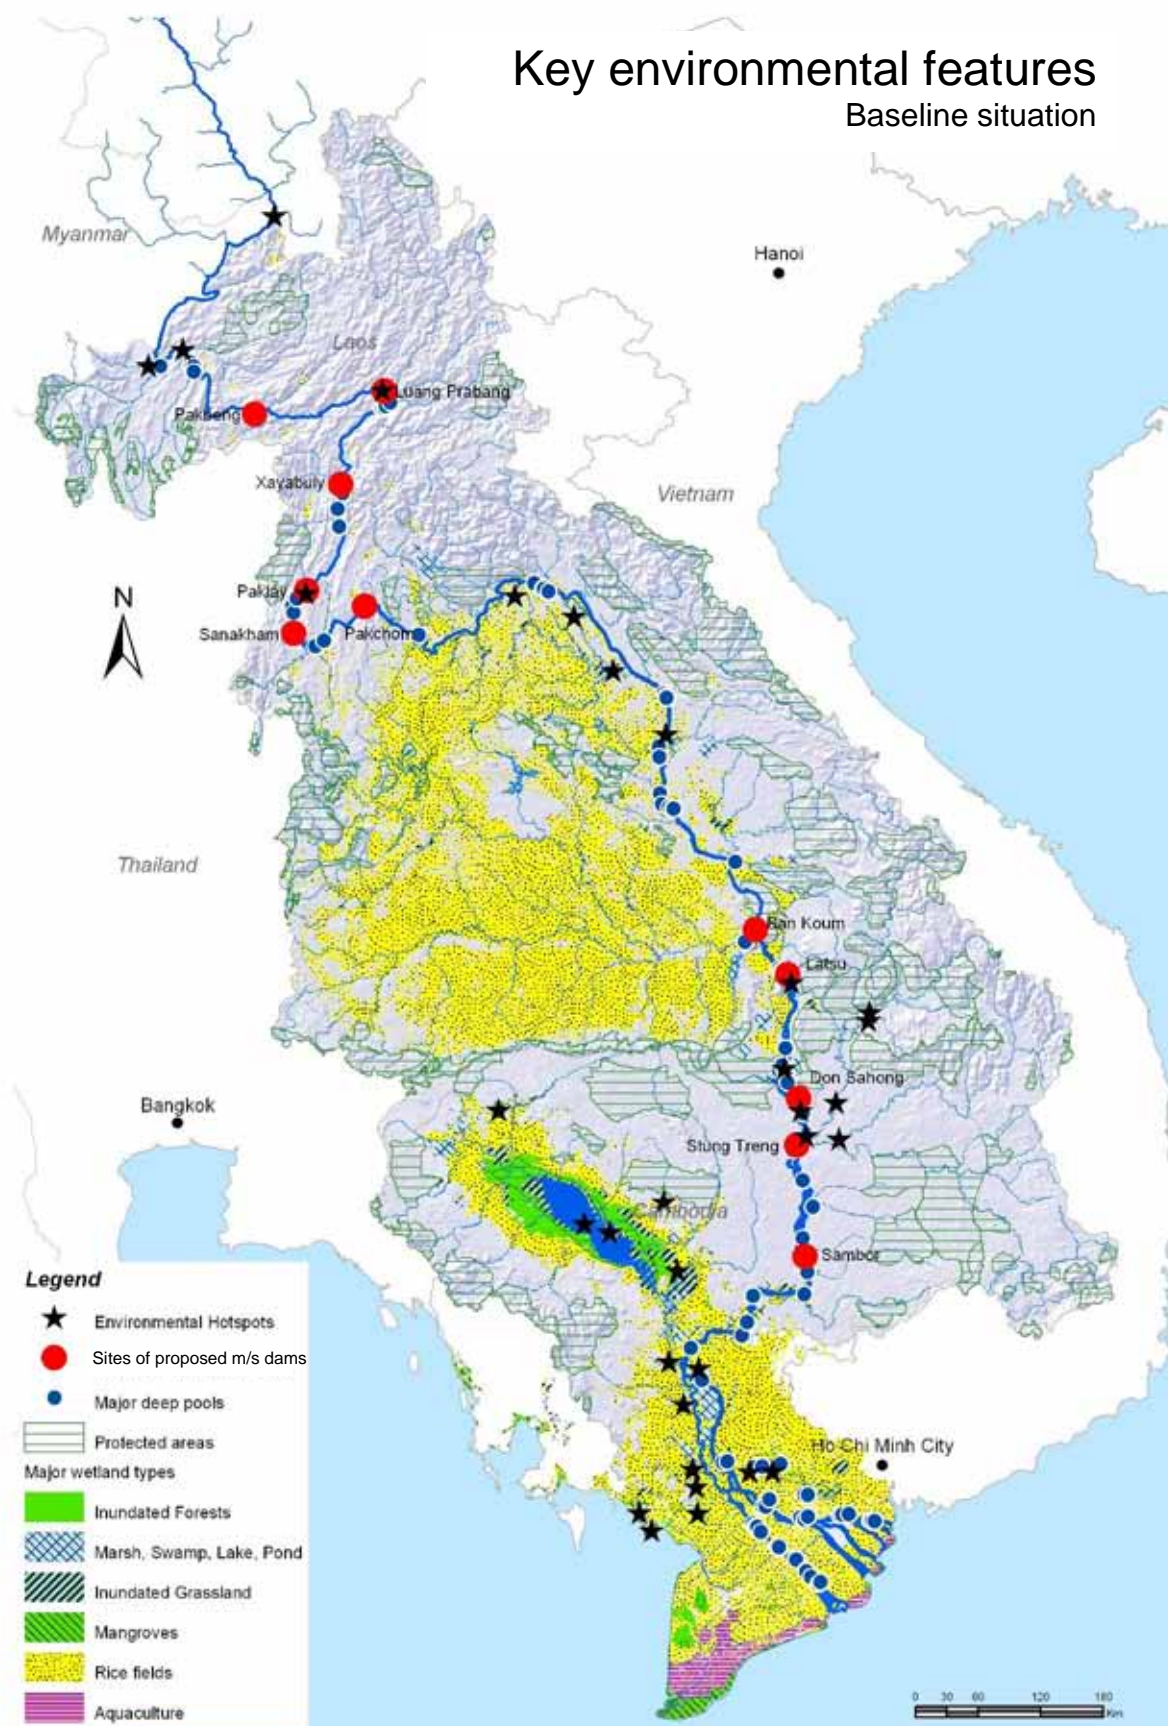 Key environmental features
Baseline situation
Myanmar
Hanoi
Laos
Luang Prabang
Pakbeng
Xayabuly
Vietnam
N
Paklay
Sanakham
Pakchom
Thailand
Ban Koum
Latsu
Don Sahong
Bangkok
Stung Treng
Cambodia
Sambor
Legend
Environmental Hotspots
Sites of proposed m/s dams
Major deep pools
Protected areas
Ho Chi Minh City
Major wetland types
Inundated Forests
Marsh, Swamp, Lake, Pond
Inundated Grassland
Mangroves
Rice fields
Aquaculture
0 30 60 120 180
Km